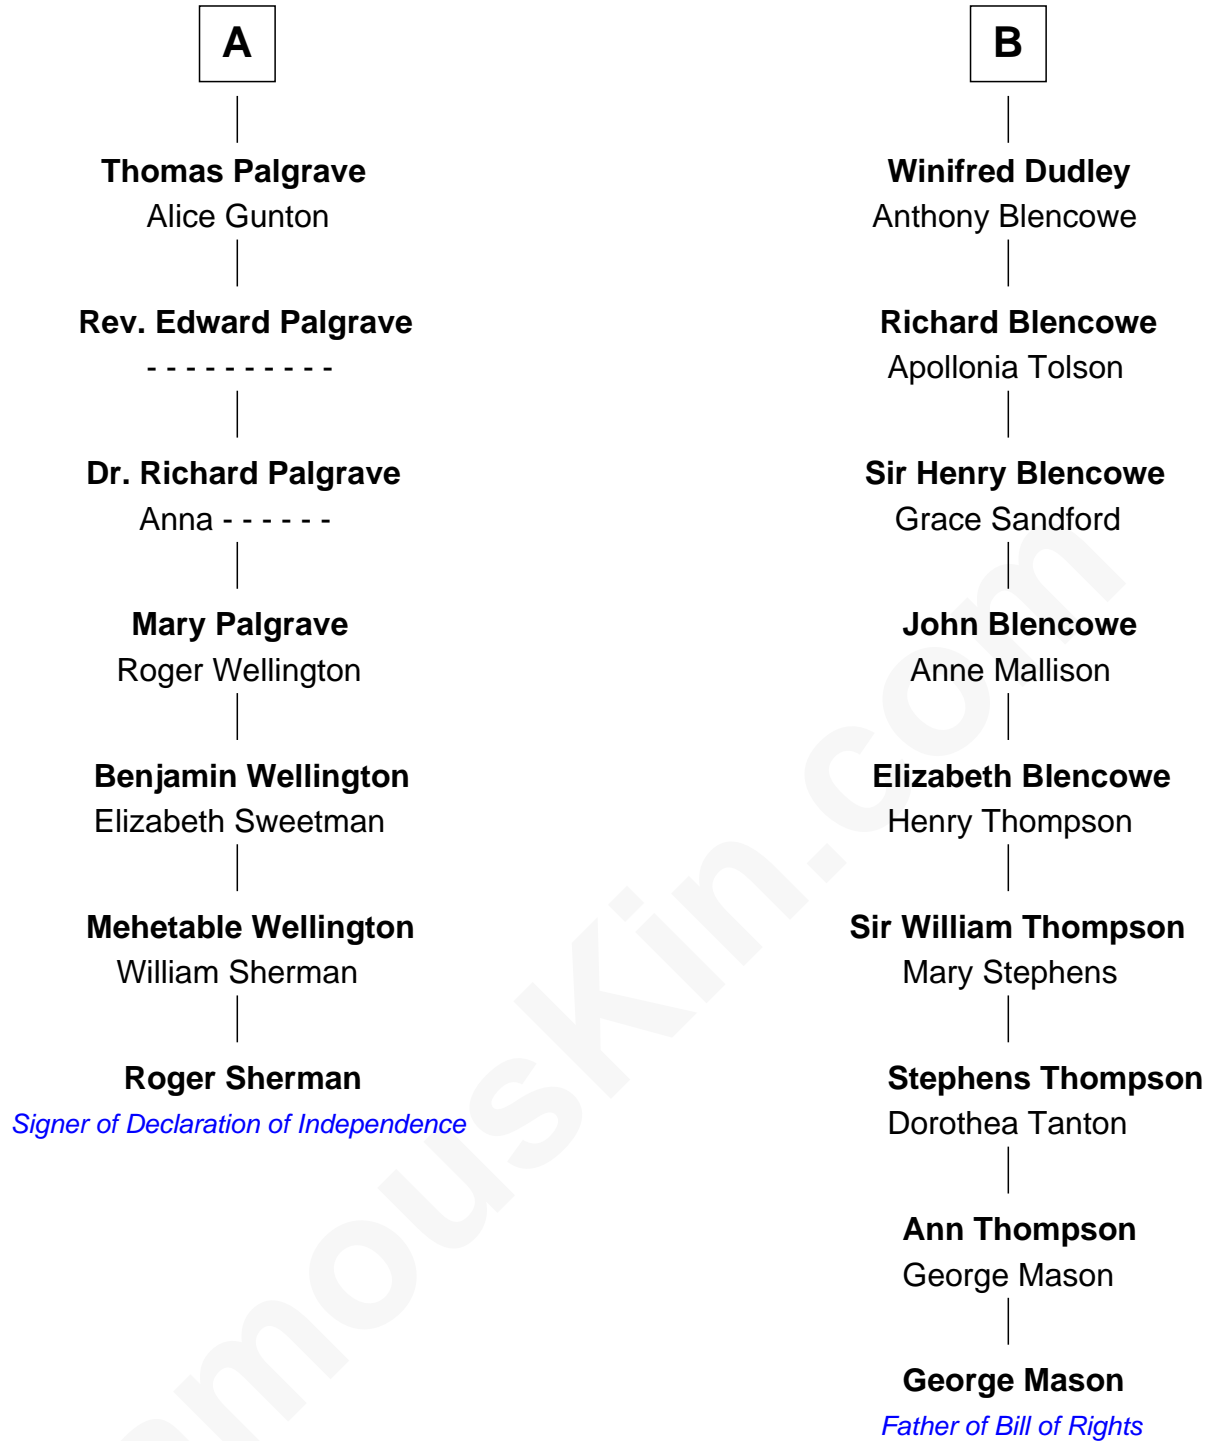 A
Thomas Palgrave
Alice Gunton
Rev. Edward Palgrave
- - - - - - - - - -
Dr. Richard Palgrave
Anna - - - - - -
Mary Palgrave
Roger Wellington
Benjamin Wellington
Elizabeth Sweetman
Mehetable Wellington
William Sherman
Roger Sherman
Signer of Declaration of Independence
B
Winifred Dudley
Anthony Blencowe
Richard Blencowe
Apollonia Tolson
Sir Henry Blencowe
Grace Sandford
John Blencowe
Anne Mallison
Elizabeth Blencowe
Henry Thompson
Sir William Thompson
Mary Stephens
Stephens Thompson
Dorothea Tanton
Ann Thompson
George Mason
George Mason
Father of Bill of Rights
amouskin.com